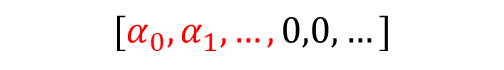 [α₀, α₁, …, 0,0, …]